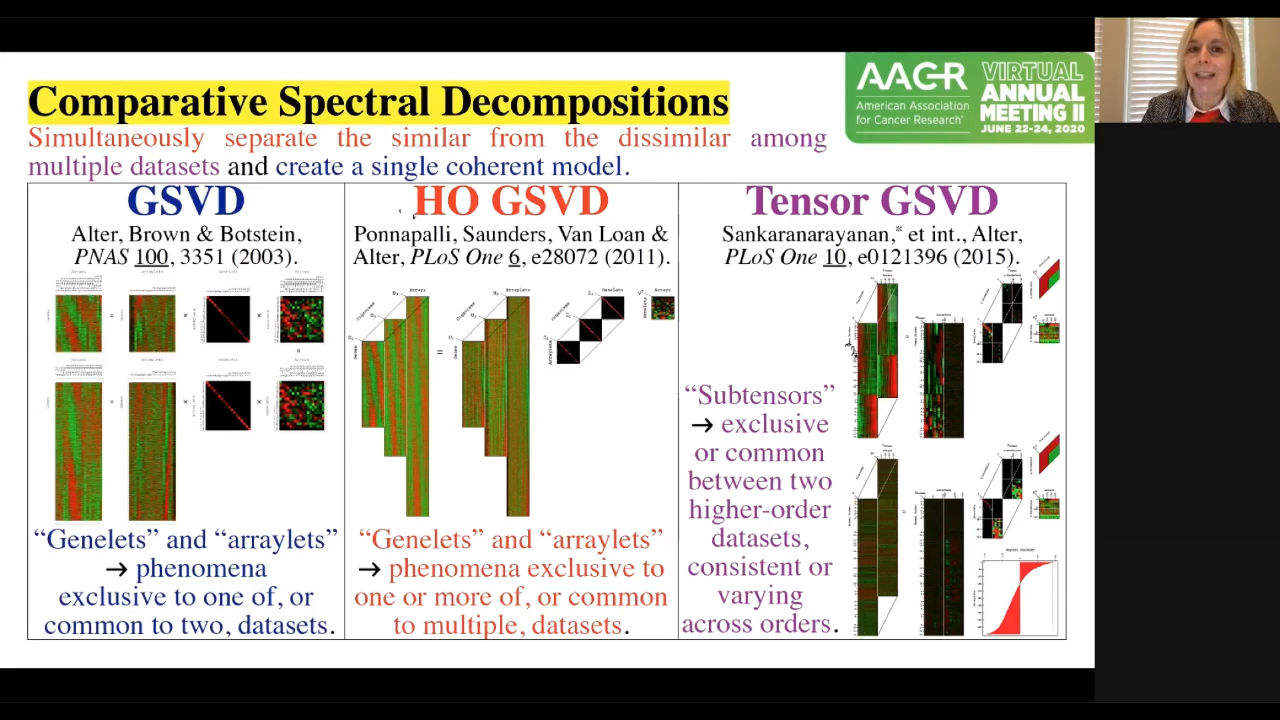 Comparative Spectral Decompositions
Simultaneously separate the similar from the dissimilar among
multiple datasets and create a single coherent model.
AACR
American Association
for Cancer Research
VIRTUAL
ANNUAL
MEETING II
JUNE 22-24, 2020
GSVD
Alter, Brown & Botstein,
PNAS 100, 3351 (2003).
“Genelets” and “arraylets”
→ phenomena
exclusive to one of, or
common to two, datasets.
HO GSVD
Ponnapalli, Saunders, Van Loan &
Alter, PLoS One 6, e28072 (2011).
“Genelets” and “arraylets”
→ phenomena exclusive to
one or more of, or common
to multiple, datasets.
Tensor GSVD
Sankaranarayanan,* et int., Alter,
PLoS One 10, e0121396 (2015).
“Subtensors”
→ exclusive
or common
between two
higher-order
datasets,
consistent or
varying
across orders.